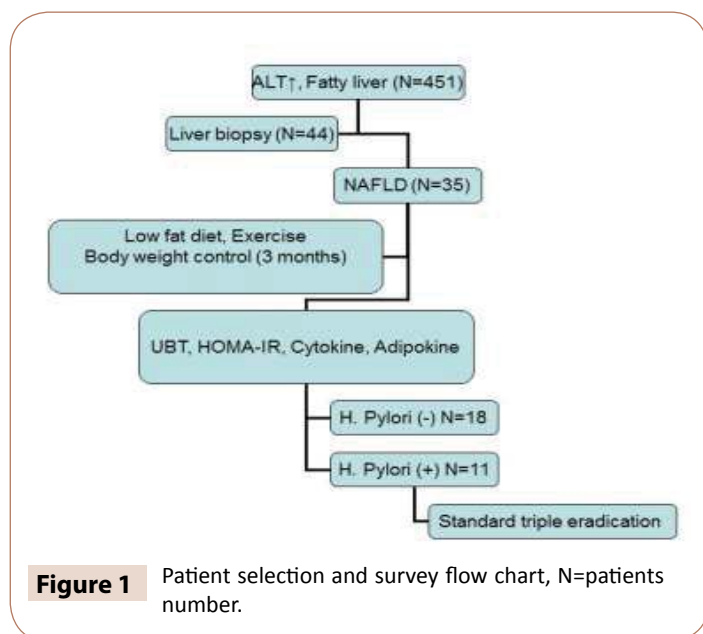 ALT↑, Fatty liver (N=451)
Liver biopsy (N=44)
NAFLD (N=35)
Low fat diet, Exercise
Body weight control (3 months)
UBT, HOMA-IR, Cytokine, Adipokine
H. Pylori (-) N=18
H. Pylori (+) N=11
Standard triple eradication
Figure 1 Patient selection and survey flow chart, N=patients
number.